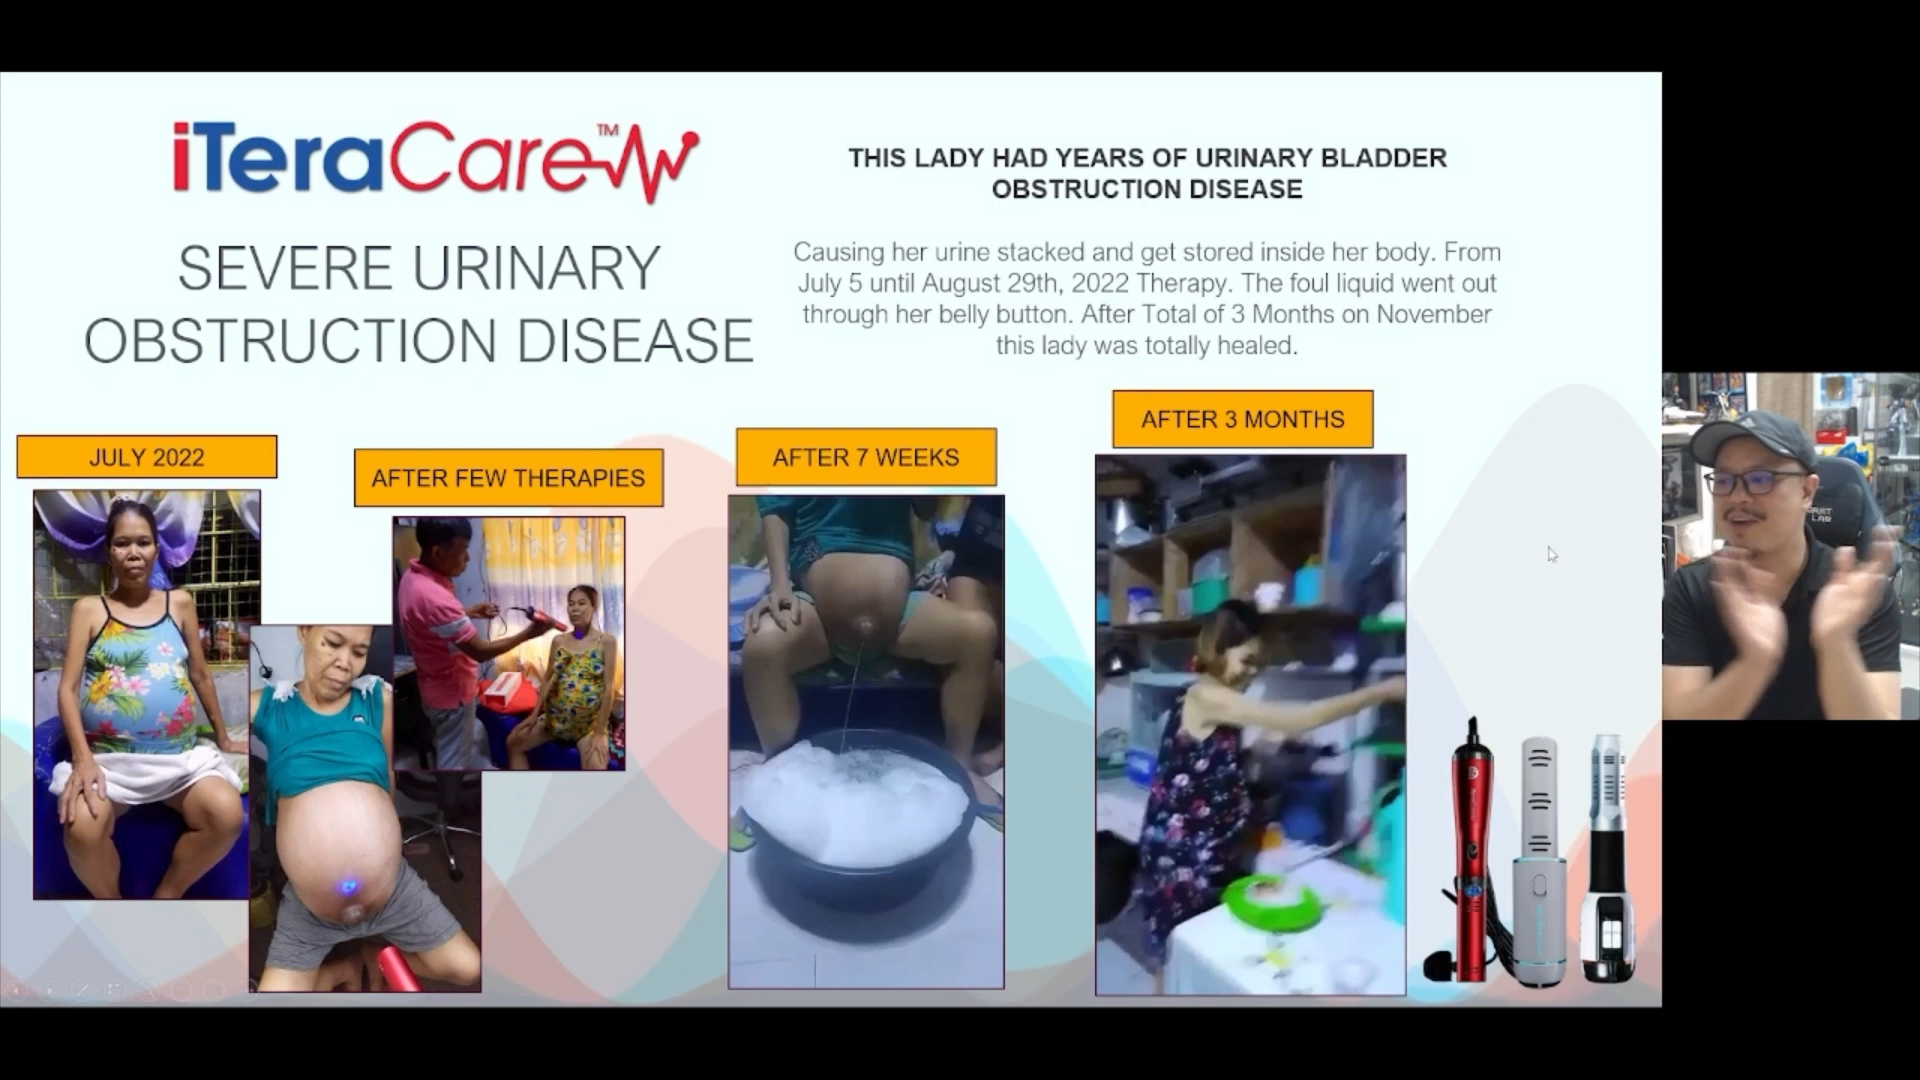 iTeraCare™
SEVERE URINARY
OBSTRUCTION DISEASE
THIS LADY HAD YEARS OF URINARY BLADDER
OBSTRUCTION DISEASE
Causing her urine stacked and get stored inside her body. From
July 5 until August 29th, 2022 Therapy. The foul liquid went out
through her belly button. After Total of 3 Months on November
this lady was totally healed.
JULY 2022
AFTER FEW THERAPIES
AFTER 7 WEEKS
AFTER 3 MONTHS